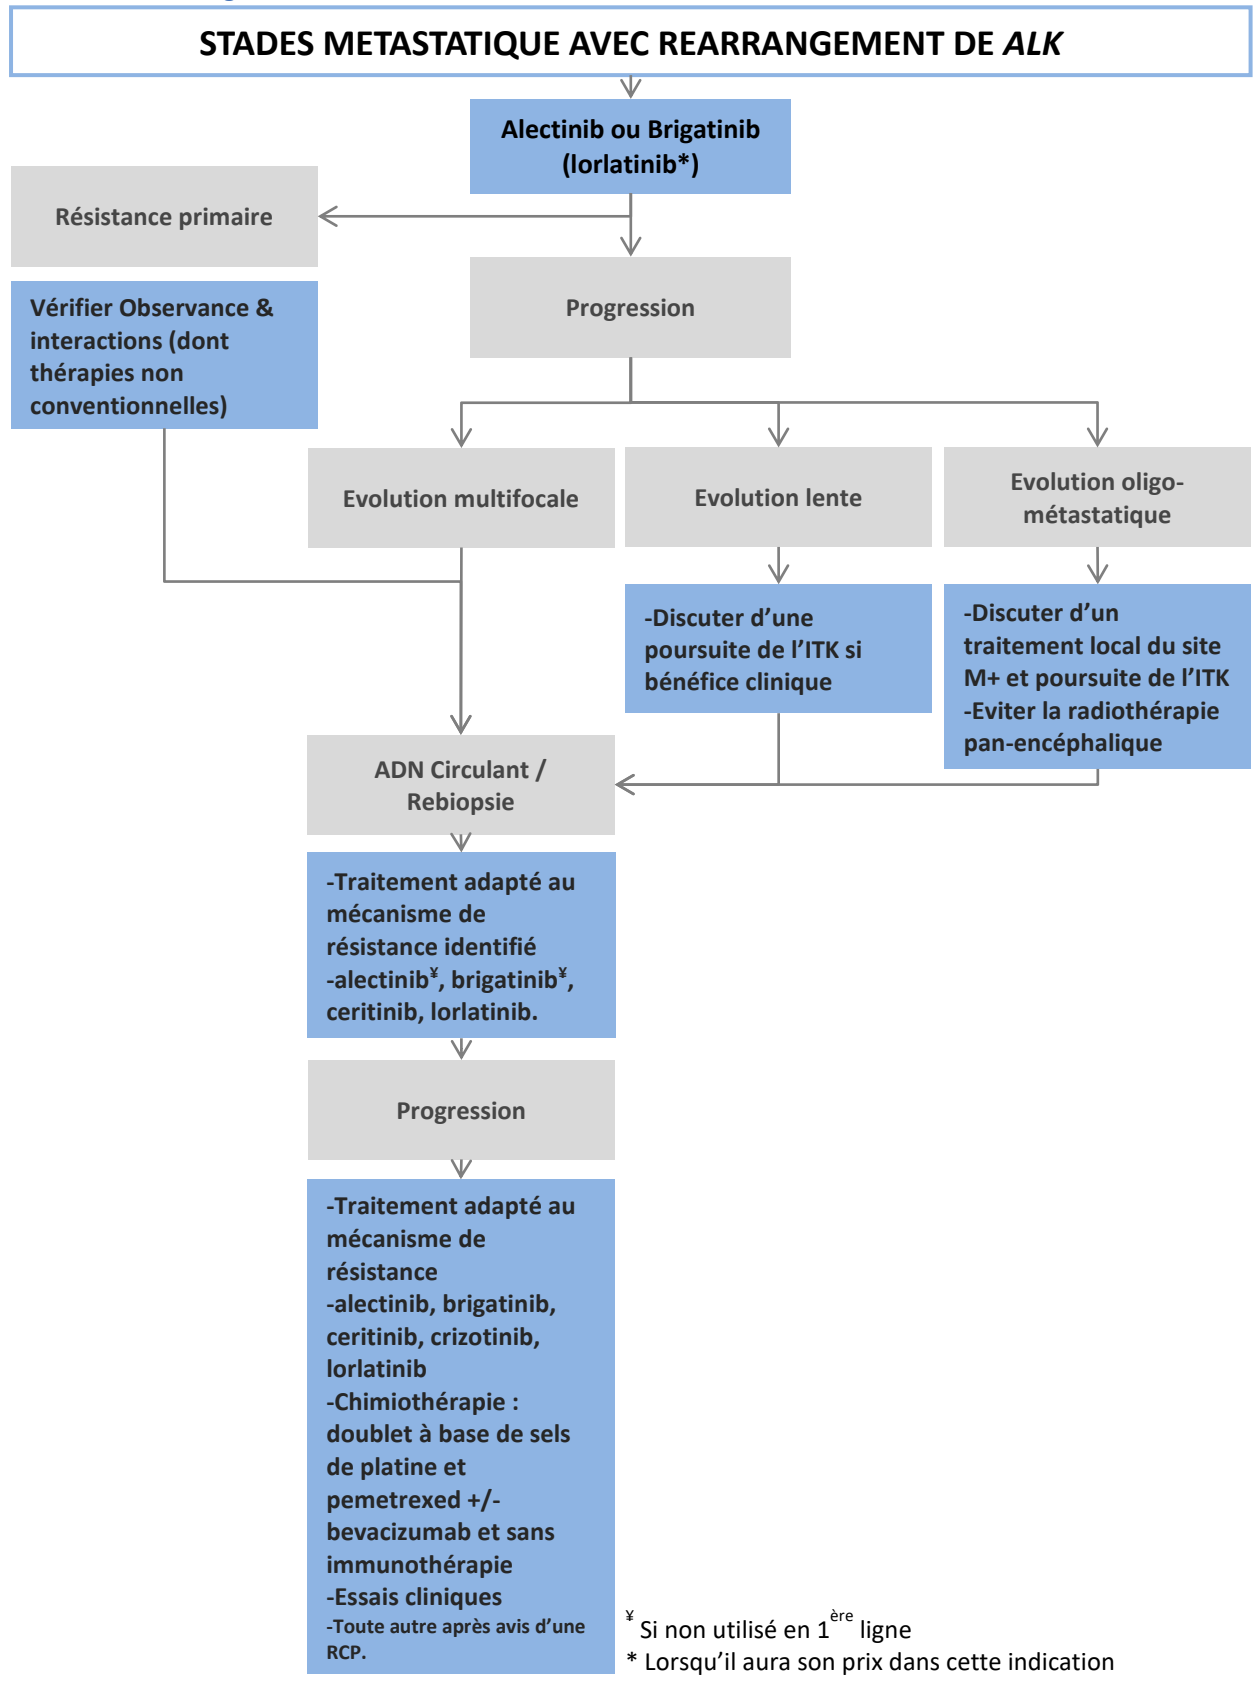 STADES METASTATIQUE AVEC REARRANGEMENT DE ALK
Alectinib ou Brigatinib
(lorlatinib*)
Résistance primaire
Vérifier Observance &
interactions (dont
thérapies non
conventionnelles)
Progression
Evolution multifocale
Evolution lente
Evolution oligo-
métastatique
-Discuter d’une
poursuite de l’ITK si
bénéfice clinique
-Discuter d’un
traitement local du site
M+ et poursuite de l’ITK
-Eviter la radiothérapie
pan-encéphalique
ADN Circulant /
Rebiopsie
-Traitement adapté au
mécanisme de
résistance identifié
-alectinib¥, brigatinib¥,
ceritinib, lorlatinib.
Progression
-Traitement adapté au
mécanisme de
résistance
-alectinib, brigatinib,
ceritinib, crizotinib,
lorlatinib
-Chimiothérapie :
doublet à base de sels
de platine et
pemetrexed +/-
bevacizumab et sans
immunothérapie
-Essais cliniques
-Toute autre après avis d’une
RCP.
¥ Si non utilisé en 1ère ligne
* Lorsqu’il aura son prix dans cette indication